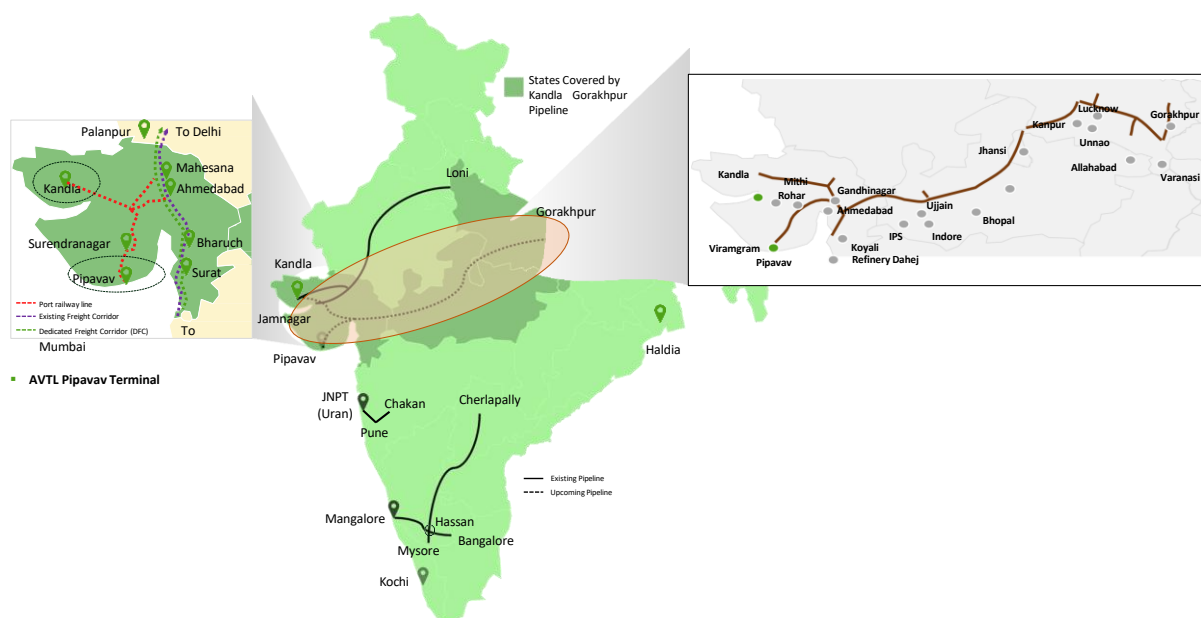 States Covered by
Kandla Gorakhpur
Pipeline
Palanpur
To Delhi
Mahesana
Ahmedabad
Kandla
Surendranagar
Bharuch
Pipavav
Surat
Port railway line
Existing Freight Corridor
Dedicated Freight Corridor (DFC)
To
Mumbai
AVTL Pipavav Terminal
Loni
Gorakhpur
Kandla
Jamnagar
Pipavav
Haldia
JNPT
(Uran)
Chakan
Pune
Cherlapally
Existing Pipeline
Upcoming Pipeline
Mangalore
Hassan
Bangalore
Mysore
Kochi
Lucknow
Gorakhpur
Kanpur
Unnao
Jhansi
Allahabad
Varanasi
Kandla
Mithi
Rohar
Gandhinagar
Ahmedabad
Ujjain
Bhopal
IPS
Indore
Viramgram
Pipavav
Koyali
Refinery Dahej